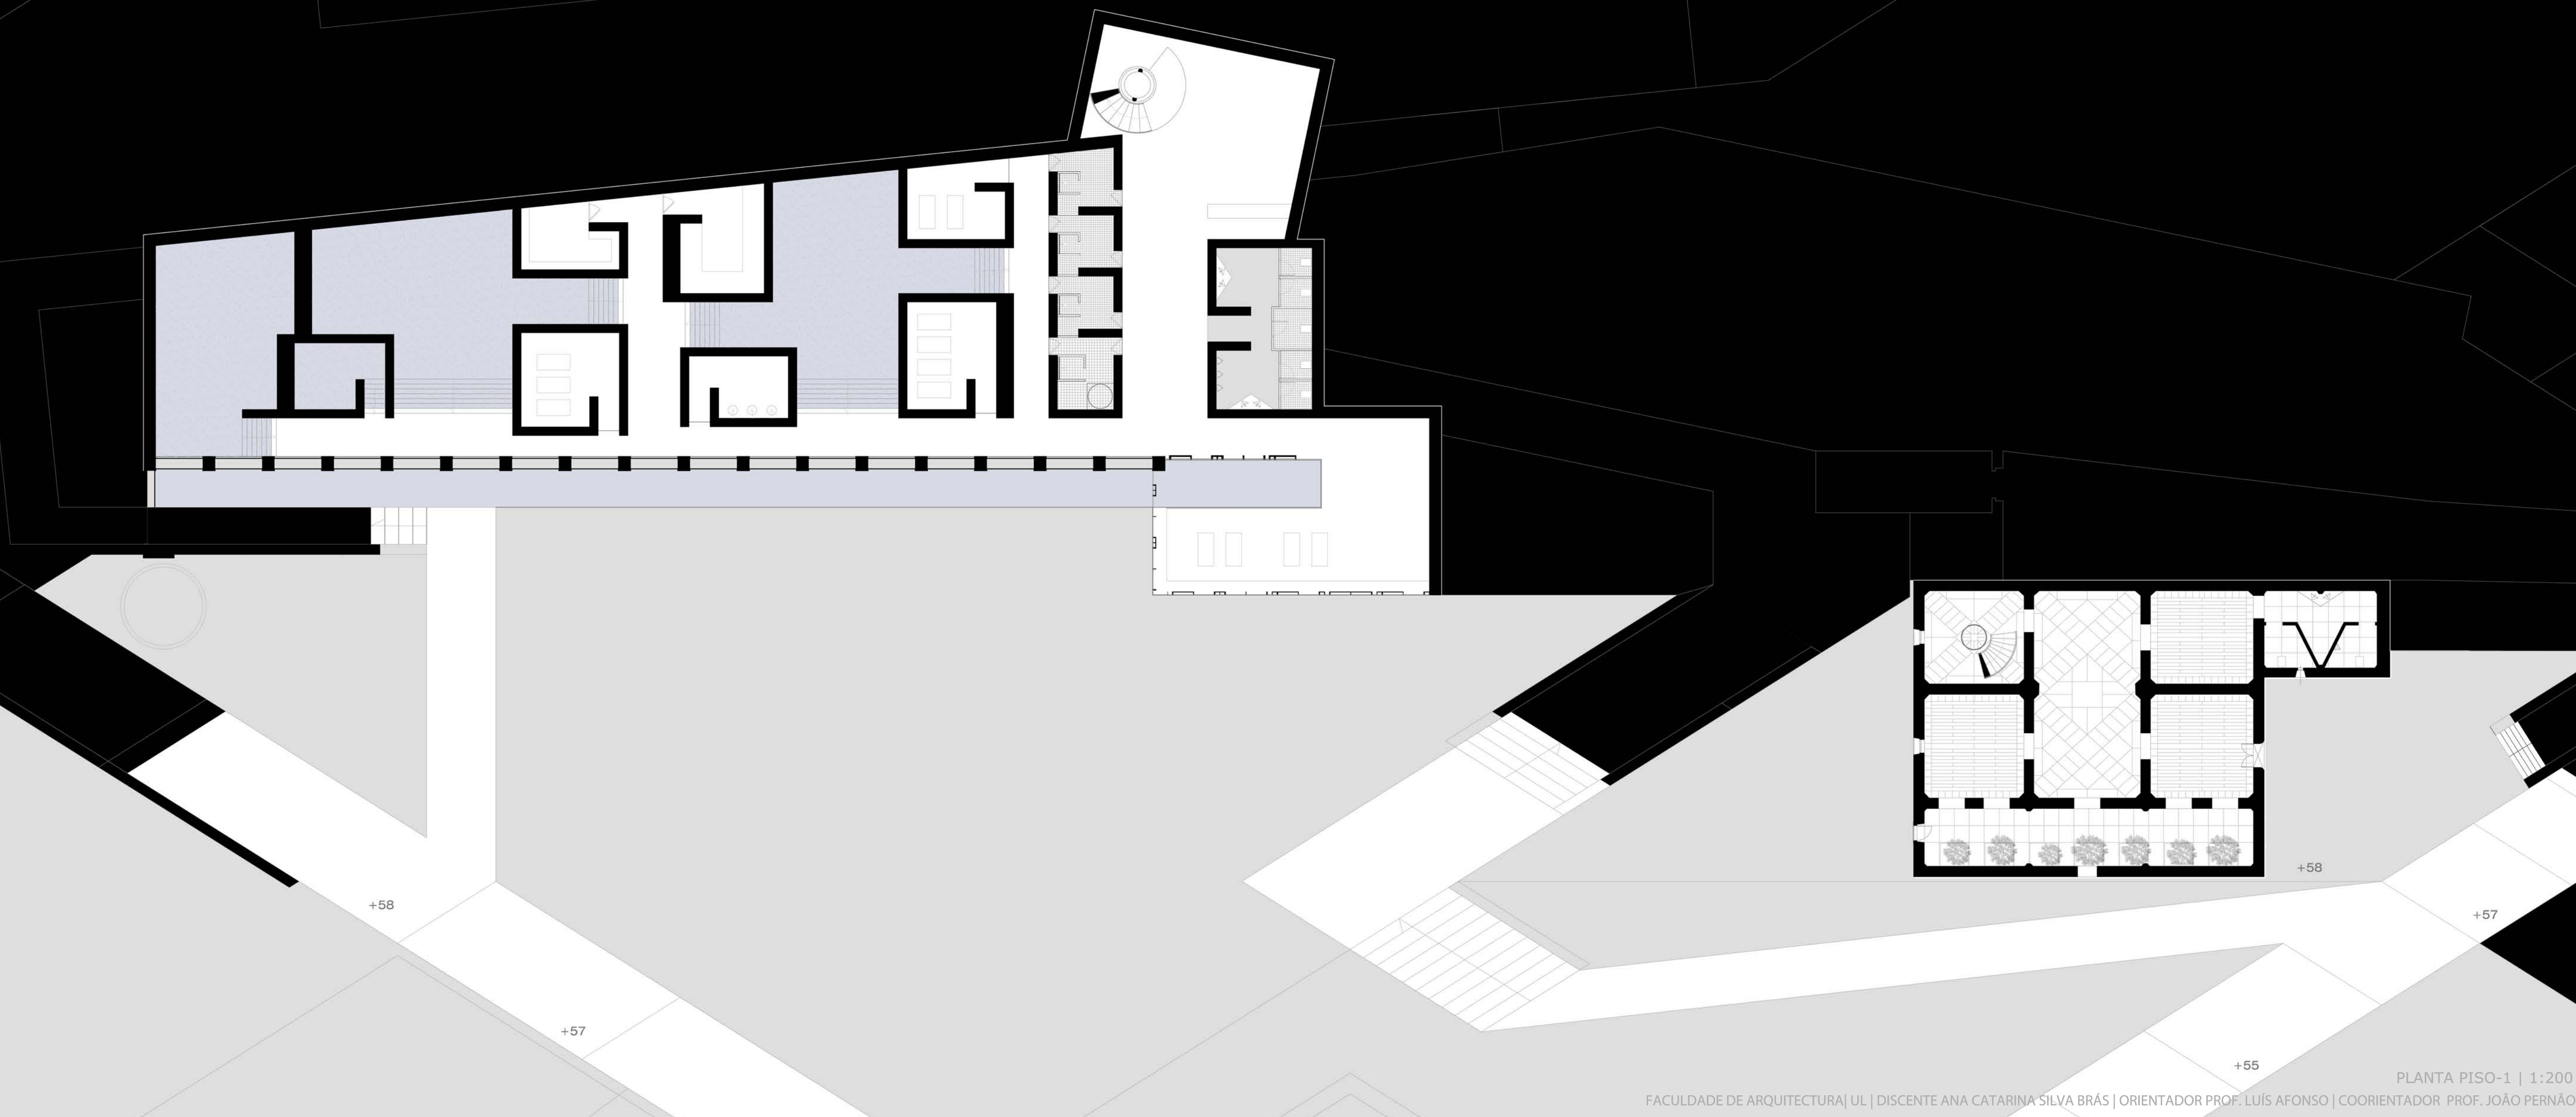 +58
+58
+57
+57
+55
PLANTA PISO-1 | 1:200
FACULDADE DE ARQUITECTURA| UL | DISCENTE ANA CATARINA SILVA BRÁS | ORIENTADOR PROF. LUÍS AFONSO | COORIENTADOR PROF. JOÃO PERNÃO